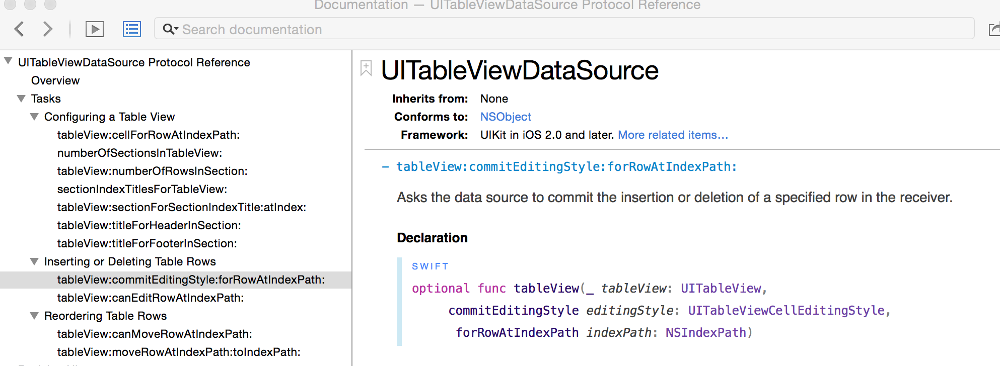 Documentation — UITableViewDataSource Protocol Reference
Search documentation
UITableViewDataSource Protocol Reference
Overview
Tasks
Configuring a Table View
tableView:cellForRowAtIndexPath:
numberOfSectionsInTableView:
tableView:numberOfRowsInSection:
sectionIndexTitlesForTableView:
tableView:sectionForSectionIndexTitle:atIndex:
tableView:titleForHeaderInSection:
tableView:titleForFooterInSection:
Inserting or Deleting Table Rows
tableView:commitEditingStyle:forRowAtIndexPath:
tableView:canEditRowAtIndexPath:
Reordering Table Rows
tableView:canMoveRowAtIndexPath:
tableView:moveRowAtIndexPath:toIndexPath:
UITableViewDataSource
Inherits from: None
Conforms to: NSObject
Framework: UIKit in iOS 2.0 and later. More related items...
– tableView:commitEditingStyle:forRowAtIndexPath:
Asks the data source to commit the insertion or deletion of a specified row in the receiver.
Declaration
SWIFT
optional func tableView(_ tableView: UITableView,
commitEditingStyle editingStyle: UITableViewCellEditingStyle,
forRowAtIndexPath indexPath: NSIndexPath)